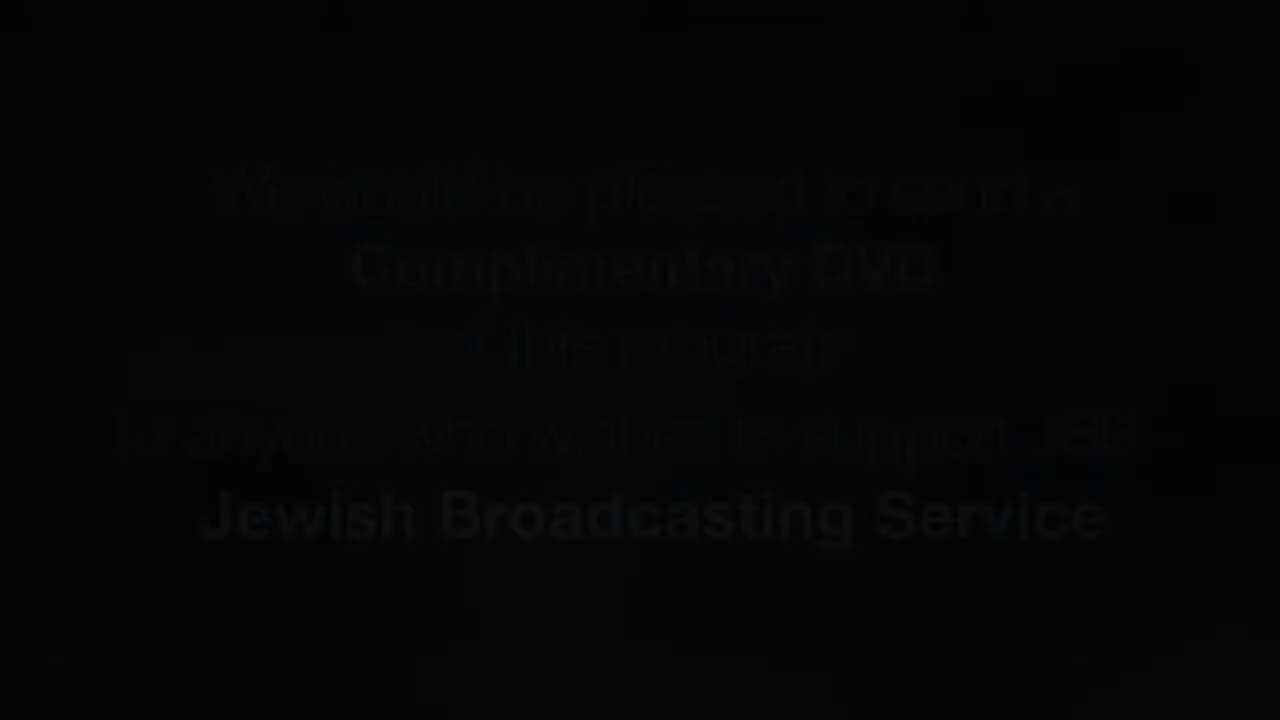 We would be pleased to send a
Complimentary DVD
of this program
to anyone who wishes to support JBS -
Jewish Broadcasting Service